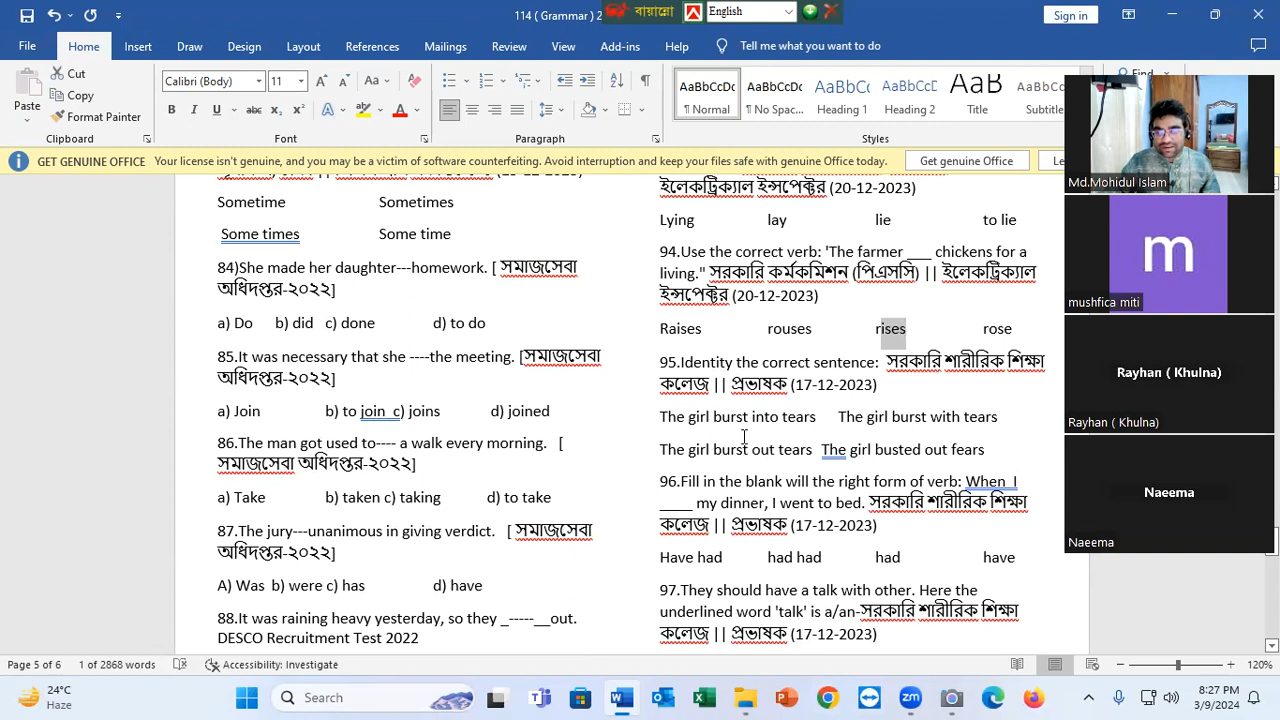 114 ( Grammar ) 2
বায়ান্নো
English
Sign in
File Home Insert Draw Design Layout References Mailings Review View Add-ins Help Tell me what you want to do
Paste
Cut
Copy
Format Painter
Calibri (Body) 11
Clipboard Font Paragraph Styles
AaBbCcDc ¶ Normal
AaBbCcDc ¶ No Spac...
AaBbCc Heading 1
AaBbCcD Heading 2
AaB Title
AaBbCcD Subtitle
GET GENUINE OFFICE Your license isn't genuine, and you may be a victim of software counterfeiting. Avoid interruption and keep your files safe with genuine Office today. Get genuine Office Le
Sometime Sometimes
Some times Some time
84)She made her daughter---homework. [ সমাজসেবা
অধিদপ্তর-২০২২]
a) Do b) did c) done d) to do
85.It was necessary that she ----the meeting. [সমাজসেবা
অধিদপ্তর-২০২২]
a) Join b) to join c) joins d) joined
86.The man got used to---- a walk every morning. [
সমাজসেবা অধিদপ্তর-২০২২]
a) Take b) taken c) taking d) to take
87.The jury---unanimous in giving verdict. [ সমাজসেবা
অধিদপ্তর-২০২২]
A) Was b) were c) has d) have
88.It was raining heavy yesterday, so they _-----__out.
DESCO Recruitment Test 2022
ইলেকট্রিক্যাল ইন্সপেক্টর (20-12-2023)
Lying lay lie to lie
94.Use the correct verb: 'The farmer ___ chickens for a
living." সরকারি কর্মকমিশন (পিএসসি) || ইলেকট্রিক্যাল
ইন্সপেক্টর (20-12-2023)
Raises rouses rises rose
95.Identity the correct sentence: সরকারি শারীরিক শিক্ষা
কলেজ || প্রভাষক (17-12-2023)
The girl burst into tears The girl burst with tears
The girl burst out tears The girl busted out fears
96.Fill in the blank will the right form of verb: When I
____ my dinner, I went to bed. সরকারি শারীরিক শিক্ষা
কলেজ || প্রভাষক (17-12-2023)
Have had had had had have
97.They should have a talk with other. Here the
underlined word 'talk' is a/an-সরকারি শারীরিক শিক্ষা
কলেজ || প্রভাষক (17-12-2023)
Md.Mohidul Islam
m
mushfica miti
Rayhan ( Khulna)
Rayhan ( Khulna )
Naeema
Naeema
Page 5 of 6 1 of 2868 words Accessibility: Investigate 120%
24°C
Haze
Search
8:27 PM
3/9/2024